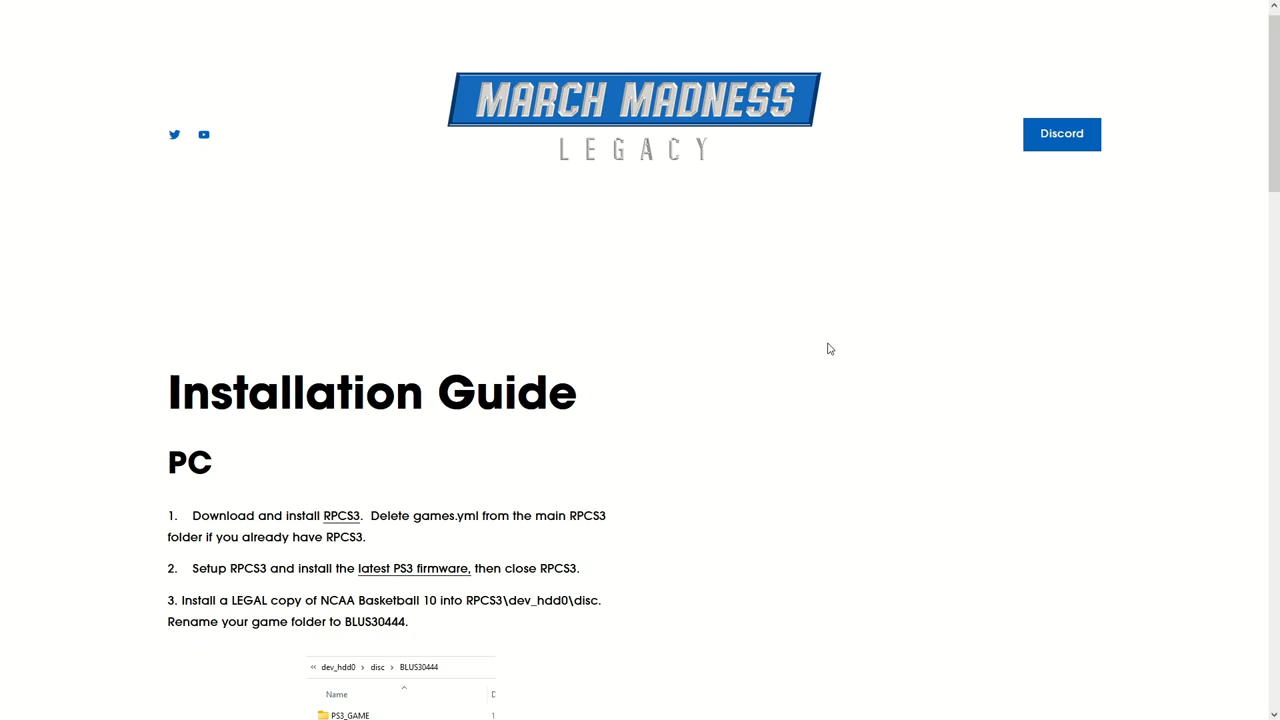 MARCH MADNESS
LEGACY
Discord
Installation Guide
PC
1. Download and install RPCS3. Delete games.yml from the main RPCS3
folder if you already have RPCS3.
2. Setup RPCS3 and install the latest PS3 firmware, then close RPCS3.
3. Install a LEGAL copy of NCAA Basketball 10 into RPCS3\dev_hdd0\disc.
Rename your game folder to BLUS30444.
« dev_hdd0 › disc › BLUS30444
Name
PS3_GAME